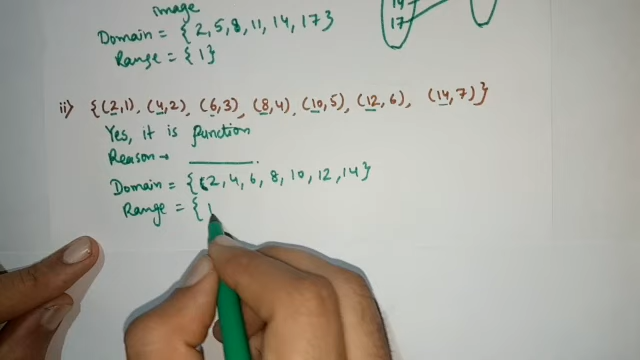 image
Domain = {2, 5, 8, 11, 14, 17}
Range = {1}
14
17
ii) {(2,1), (4,2), (6,3), (8,4), (10,5), (12,6), (14,7)}
Yes, it is function
Reason →
Domain = {2, 4, 6, 8, 10, 12, 14}
Range = {1